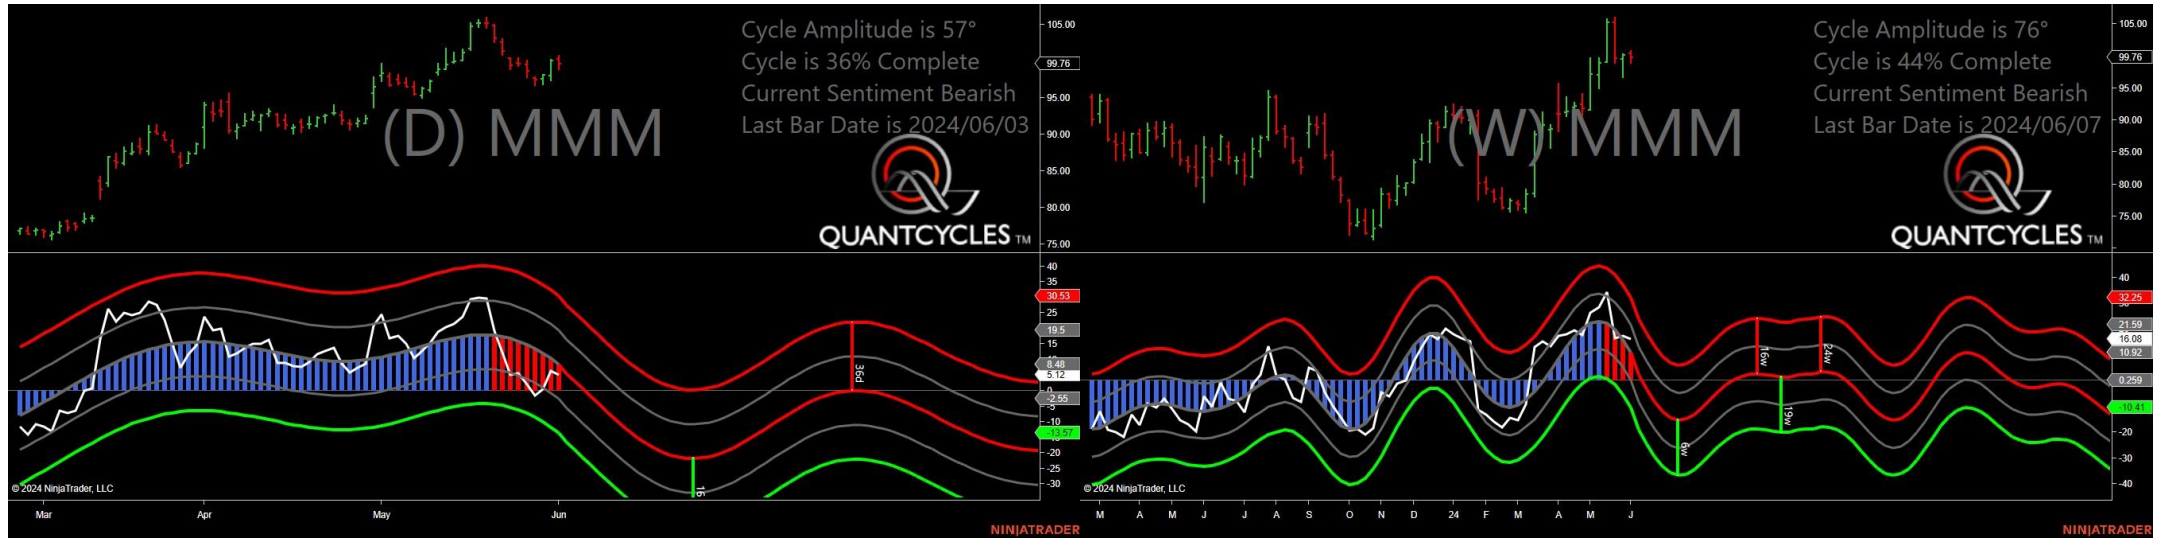 Cycle Amplitude is 57°
Cycle is 36% Complete
Current Sentiment Bearish
Last Bar Date is 2024/06/03
(D) MMM
QUANTCYCLES TM
105.00
99.76
95.00
90.00
85.00
80.00
75.00
40
35
30.53
25
19.5
15
8.48
5.12
0
-2.55
-5
-10
-13.57
-15
-20
-25
-30
36d
16
© 2024 NinjaTrader, LLC
Mar
Apr
May
Jun
NINJATRADER
Cycle Amplitude is 76°
Cycle is 44% Complete
Current Sentiment Bearish
Last Bar Date is 2024/06/07
(W) MMM
QUANTCYCLES TM
105.00
99.76
95.00
90.00
85.00
80.00
75.00
40
32.25
21.59
16.08
10.92
0.259
-10.41
-20
-30
-40
16w
24w
19w
6w
© 2024 NinjaTrader, LLC
M A M J J A S O N D 24 F M A M J
NINJATRADER